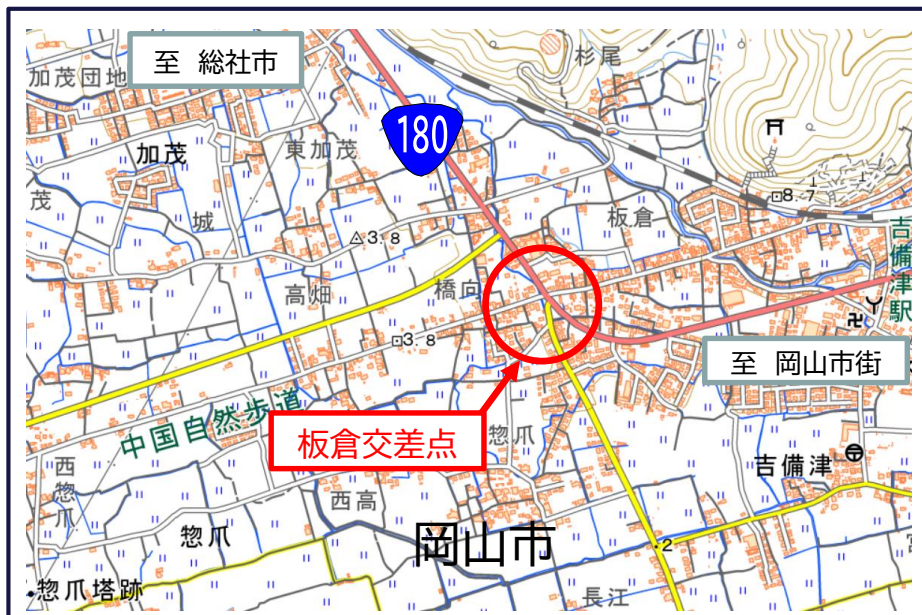 至 総社市
杉尾
加茂団地
180
加茂
東加茂
茂
城
板倉
8.7
3.8
吉備津駅
高畑
橋向
3.8
至 岡山市街
中国自然歩道
板倉交差点
惣爪
吉備津
西惣爪
西高
惣爪
岡山市
2
惣爪塔跡
長江